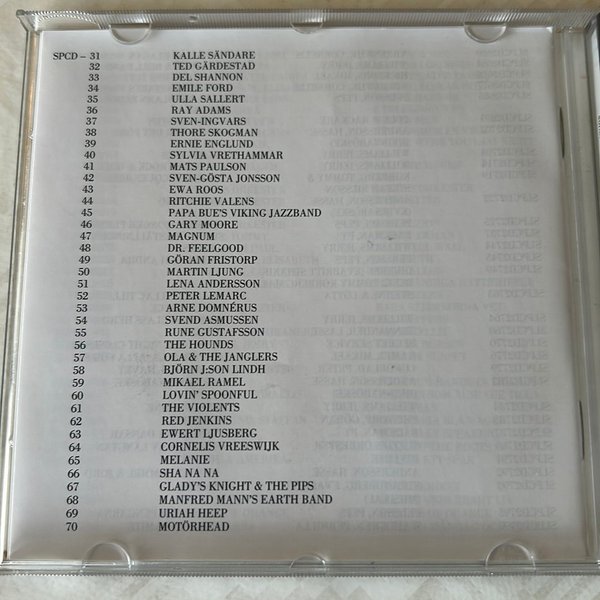 SPCD – 31 KALLE SÄNDARE
32 TED GÄRDESTAD
33 DEL SHANNON
34 EMILE FORD
35 ULLA SALLERT
36 RAY ADAMS
37 SVEN-INGVARS
38 THORE SKOGMAN
39 ERNIE ENGLUND
40 SYLVIA VRETHAMMAR
41 MATS PAULSON
42 SVEN-GÖSTA JONSSON
43 EWA ROOS
44 RITCHIE VALENS
45 PAPA BUE'S VIKING JAZZBAND
46 GARY MOORE
47 MAGNUM
48 DR. FEELGOOD
49 GÖRAN FRISTORP
50 MARTIN LJUNG
51 LENA ANDERSSON
52 PETER LEMARC
53 ARNE DOMNÉRUS
54 SVEND ASMUSSEN
55 RUNE GUSTAFSSON
56 THE HOUNDS
57 OLA & THE JANGLERS
58 BJÖRN J:SON LINDH
59 MIKAEL RAMEL
60 LOVIN' SPOONFUL
61 THE VIOLENTS
62 RED JENKINS
63 EWERT LJUSBERG
64 CORNELIS VREESWIJK
65 MELANIE
66 SHA NA NA
67 GLADY'S KNIGHT & THE PIPS
68 MANFRED MANN'S EARTH BAND
69 URIAH HEEP
70 MOTÖRHEAD